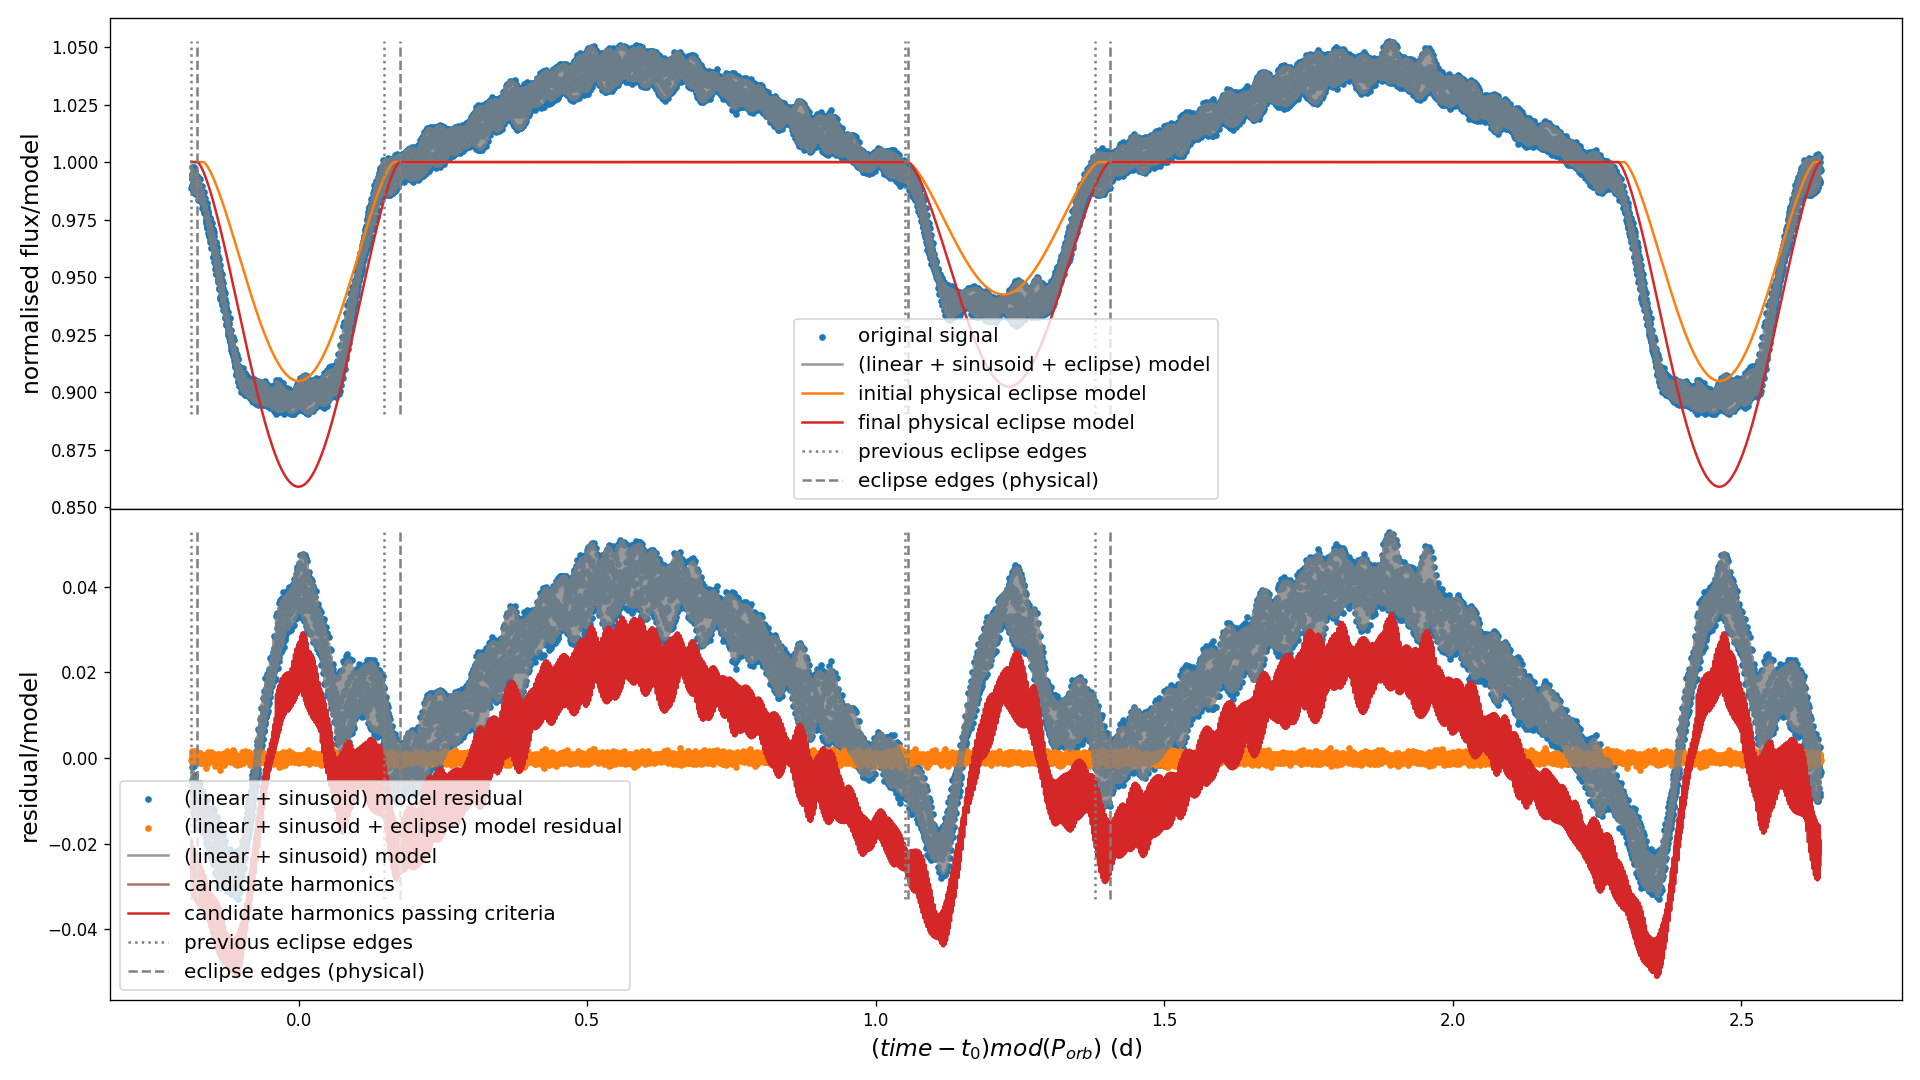 normalised flux/model
1.050
1.025
1.000
0.975
0.950
0.925
0.900
0.875
0.850
original signal
(linear + sinusoid + eclipse) model
initial physical eclipse model
final physical eclipse model
previous eclipse edges
eclipse edges (physical)
residual/model
0.04
0.02
0.00
−0.02
−0.04
(linear + sinusoid) model residual
(linear + sinusoid + eclipse) model residual
(linear + sinusoid) model
candidate harmonics
candidate harmonics passing criteria
previous eclipse edges
eclipse edges (physical)
0.0 0.5 1.0 1.5 2.0 2.5
(time − t₀)mod(P_orb) (d)